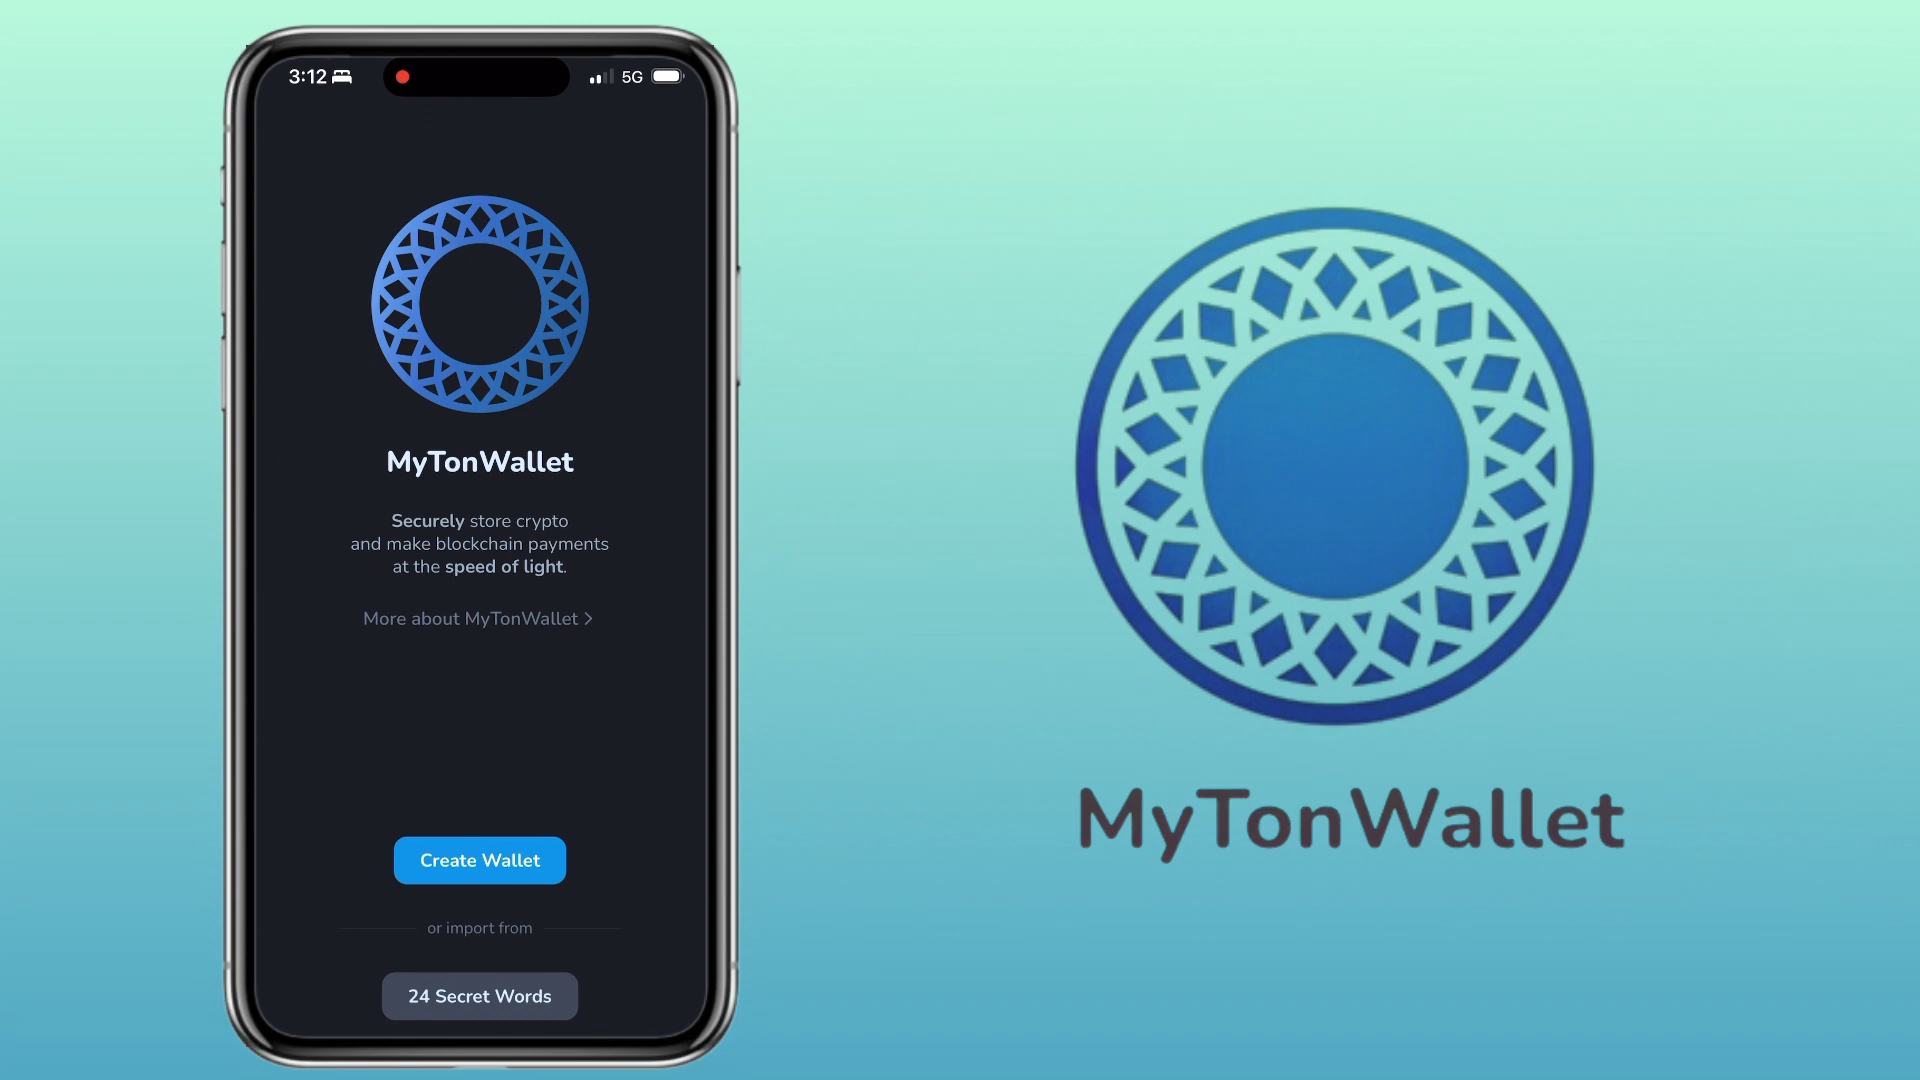 3:12
5G
MyTonWallet
Securely store crypto
and make blockchain payments
at the speed of light.
More about MyTonWallet >
Create Wallet
or import from
24 Secret Words
MyTonWallet